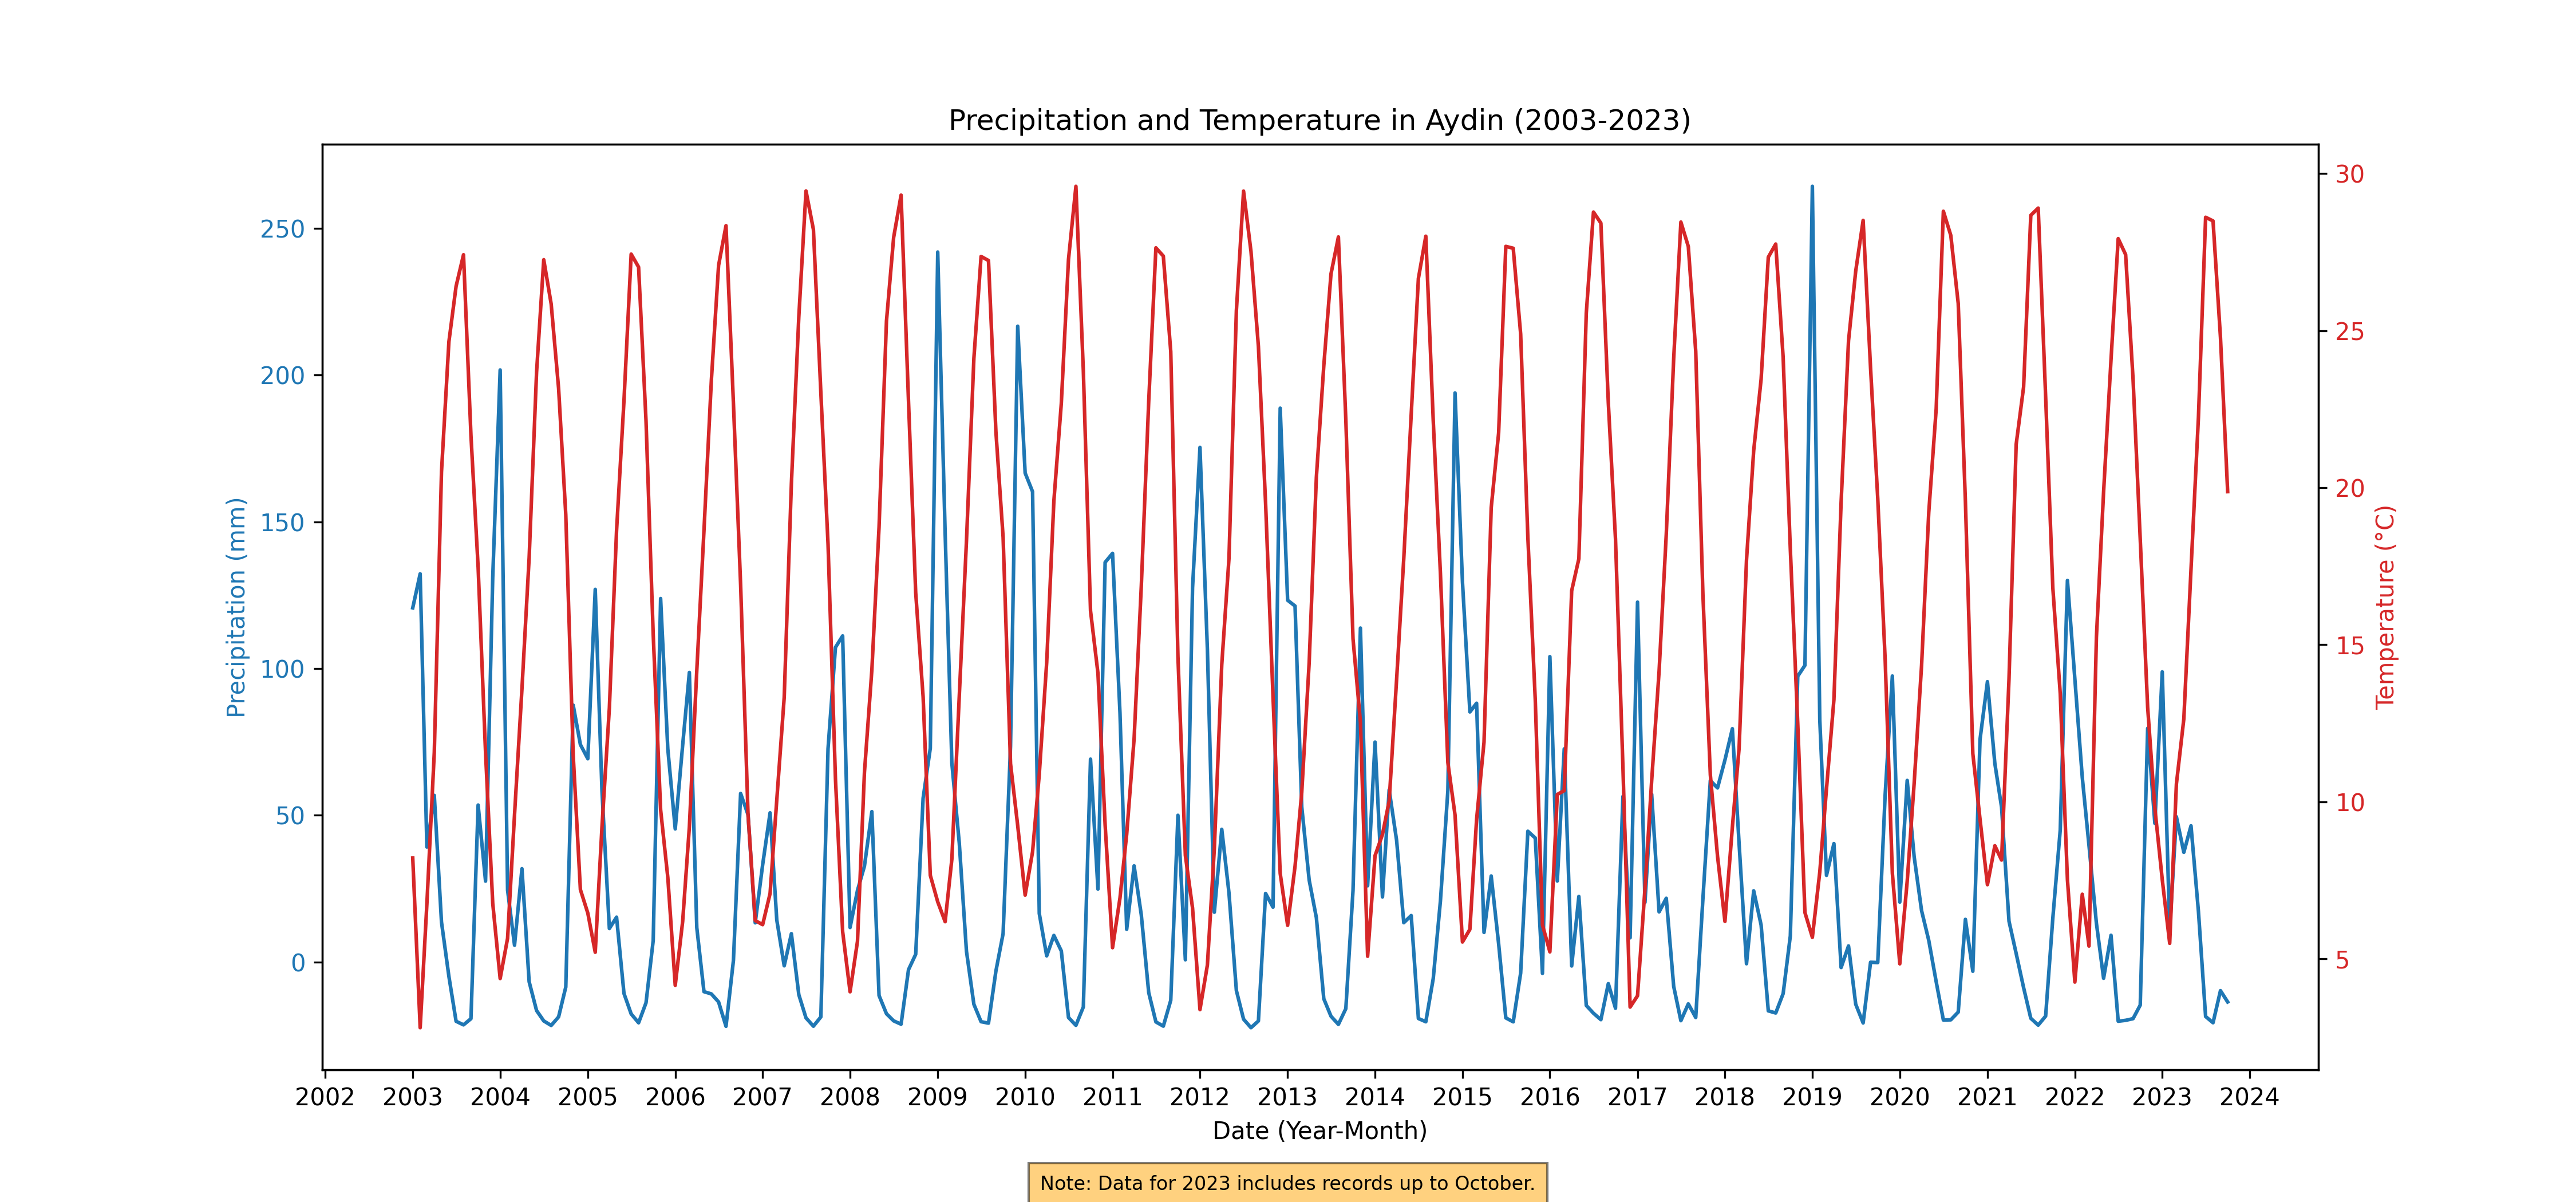 Precipitation and Temperature in Aydin (2003-2023)
Precipitation (mm)
250
200
150
100
50
0
30
25
20
15
10
5
Temperature (°C)
2002 2003 2004 2005 2006 2007 2008 2009 2010 2011 2012 2013 2014 2015 2016 2017 2018 2019 2020 2021 2022 2023 2024
Date (Year-Month)
Note: Data for 2023 includes records up to October.